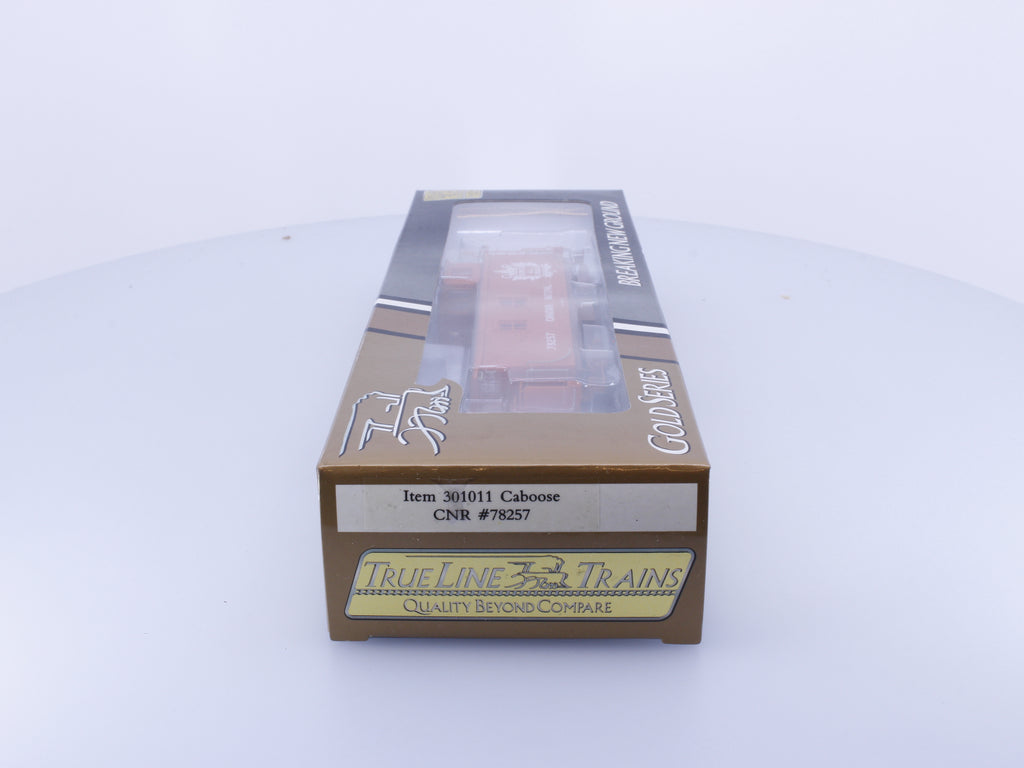 BREAKING NEW GROUND
GOLD SERIES
Item 301011 Caboose
CNR #78257
TRUE LINE TRAINS
QUALITY BEYOND COMPARE